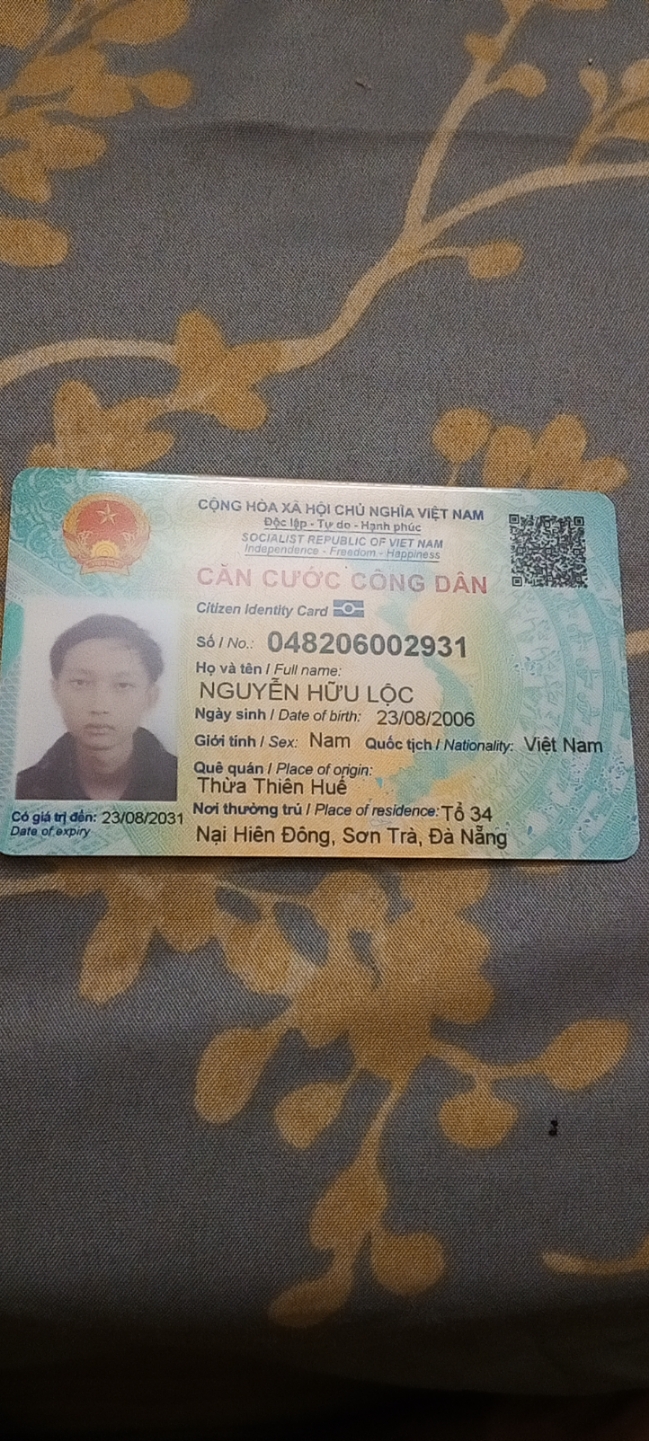 CỘNG HÒA XÃ HỘI CHỦ NGHĨA VIỆT NAM
Độc lập - Tự do - Hạnh phúc
SOCIALIST REPUBLIC OF VIET NAM
Independence - Freedom - Happiness
CĂN CƯỚC CÔNG DÂN
Citizen Identity Card
Số / No.: 048206002931
Họ và tên / Full name:
NGUYỄN HỮU LỘC
Ngày sinh / Date of birth: 23/08/2006
Giới tính / Sex: Nam Quốc tịch / Nationality: Việt Nam
Quê quán / Place of origin:
Thừa Thiên Huế
Nơi thường trú / Place of residence: Tổ 34
Nại Hiên Đông, Sơn Trà, Đà Nẵng
Có giá trị đến: 23/08/2031
Date of expiry